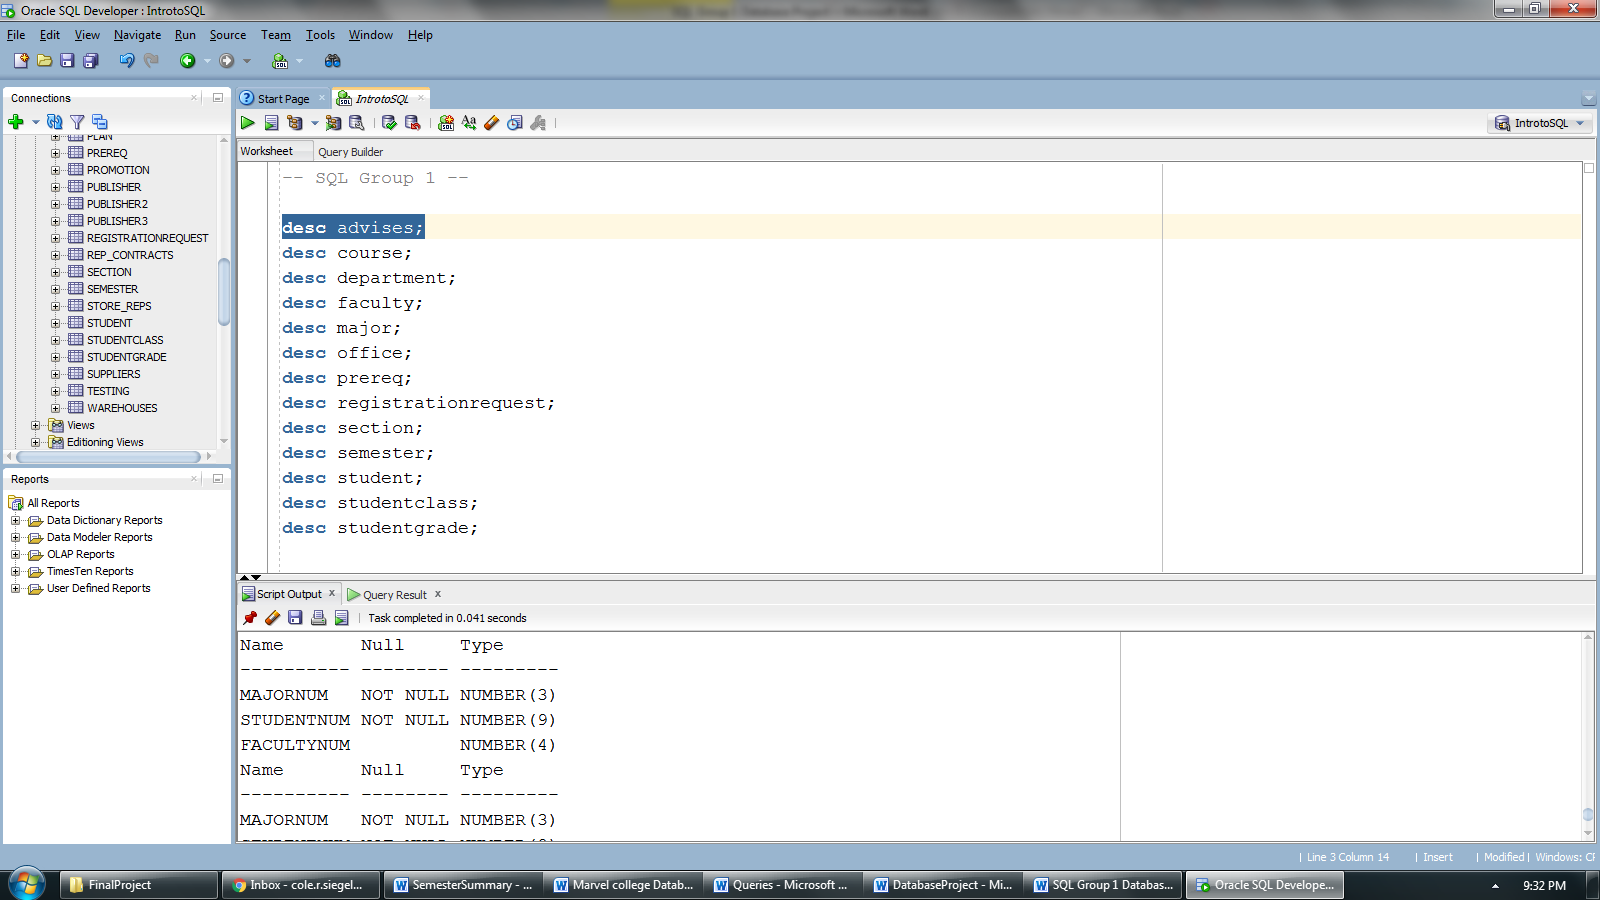 Oracle SQL Developer : IntrotoSQL
File Edit View Navigate Run Source Team Tools Window Help
Connections
Start Page
IntrotoSQL
IntrotoSQL
PLAN
PREREQ
PROMOTION
PUBLISHER
PUBLISHER2
PUBLISHER3
REGISTRATIONREQUEST
REP_CONTRACTS
SECTION
SEMESTER
STORE_REPS
STUDENT
STUDENTCLASS
STUDENTGRADE
SUPPLIERS
TESTING
WAREHOUSES
Views
Editioning Views
Reports
All Reports
Data Dictionary Reports
Data Modeler Reports
OLAP Reports
TimesTen Reports
User Defined Reports
Worksheet Query Builder
-- SQL Group 1 --
desc advises;
desc course;
desc department;
desc faculty;
desc major;
desc office;
desc prereq;
desc registrationrequest;
desc section;
desc semester;
desc student;
desc studentclass;
desc studentgrade;
Script Output x Query Result x
Task completed in 0.041 seconds
Name Null Type
---------- -------- ---------
MAJORNUM NOT NULL NUMBER(3)
STUDENTNUM NOT NULL NUMBER(9)
FACULTYNUM NUMBER(4)
Name Null Type
---------- -------- ---------
MAJORNUM NOT NULL NUMBER(3)
Line 3 Column 14 | Insert | Modified | Windows: CF
FinalProject
Inbox - cole.r.siegel...
SemesterSummary - ...
Marvel college Datab...
Queries - Microsoft ...
DatabaseProject - Mi...
SQL Group 1 Databas...
Oracle SQL Develope...
9:32 PM